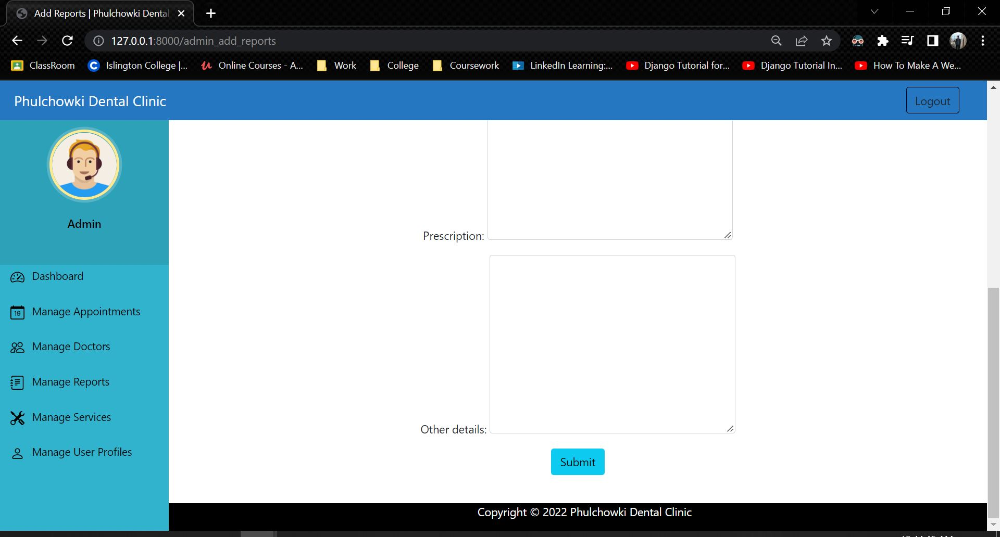 Add Reports | Phulchowki Dental
127.0.0.1:8000/admin_add_reports
ClassRoom
Islington College |...
Online Courses - A...
Work
College
Coursework
LinkedIn Learning:...
Django Tutorial for...
Django Tutorial In...
How To Make A We...
Phulchowki Dental Clinic
Logout
Admin
Prescription:
Dashboard
Manage Appointments
19
Manage Doctors
Manage Reports
Manage Services
Other details:
Manage User Profiles
Submit
Copyright © 2022 Phulchowki Dental Clinic